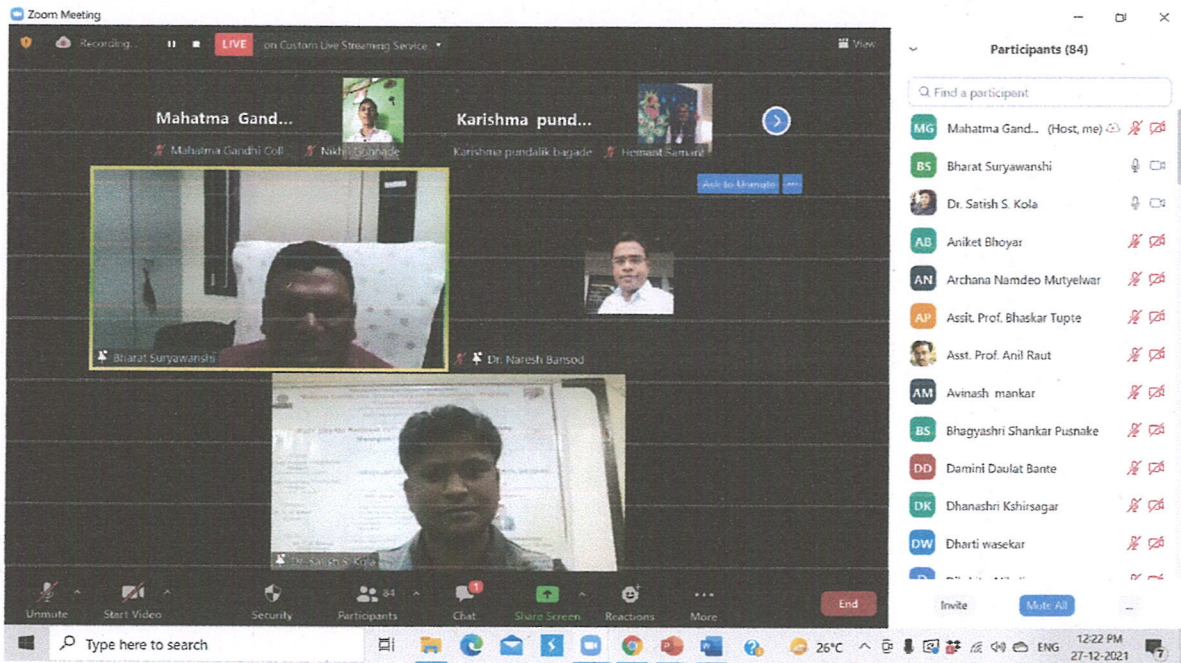 Zoom Meeting
Recording...
LIVE
on Custom Live Streaming Service
View
Mahatma Gand...
Karishma pund...
Mahatma Gandhi Coll
Karishma pundalik bagade
Hemant Samant
Ask to Unmute
...
Bharat Suryawanshi
Dr. Naresh Bansod
Dr. Satish S. Kola
Unmute
Start Video
Security
84
Participants
1
Chat
Share Screen
Reactions
More
End
Participants (84)
Find a participant
MG Mahatma Gand... (Host, me)
BS Bharat Suryawanshi
Dr. Satish S. Kola
AB Aniket Bhoyar
AN Archana Namdeo Mutyelwar
AP Assit. Prof. Bhaskar Tupte
Asst. Prof. Anil Raut
AM Avinash mankar
BS Bhagyashri Shankar Pusnake
DD Damini Daulat Bante
DK Dhanashri Kshirsagar
DW Dharti wasekar
Invite
Mute All
...
Type here to search
26°C
ENG
12:22 PM
27-12-2021
7